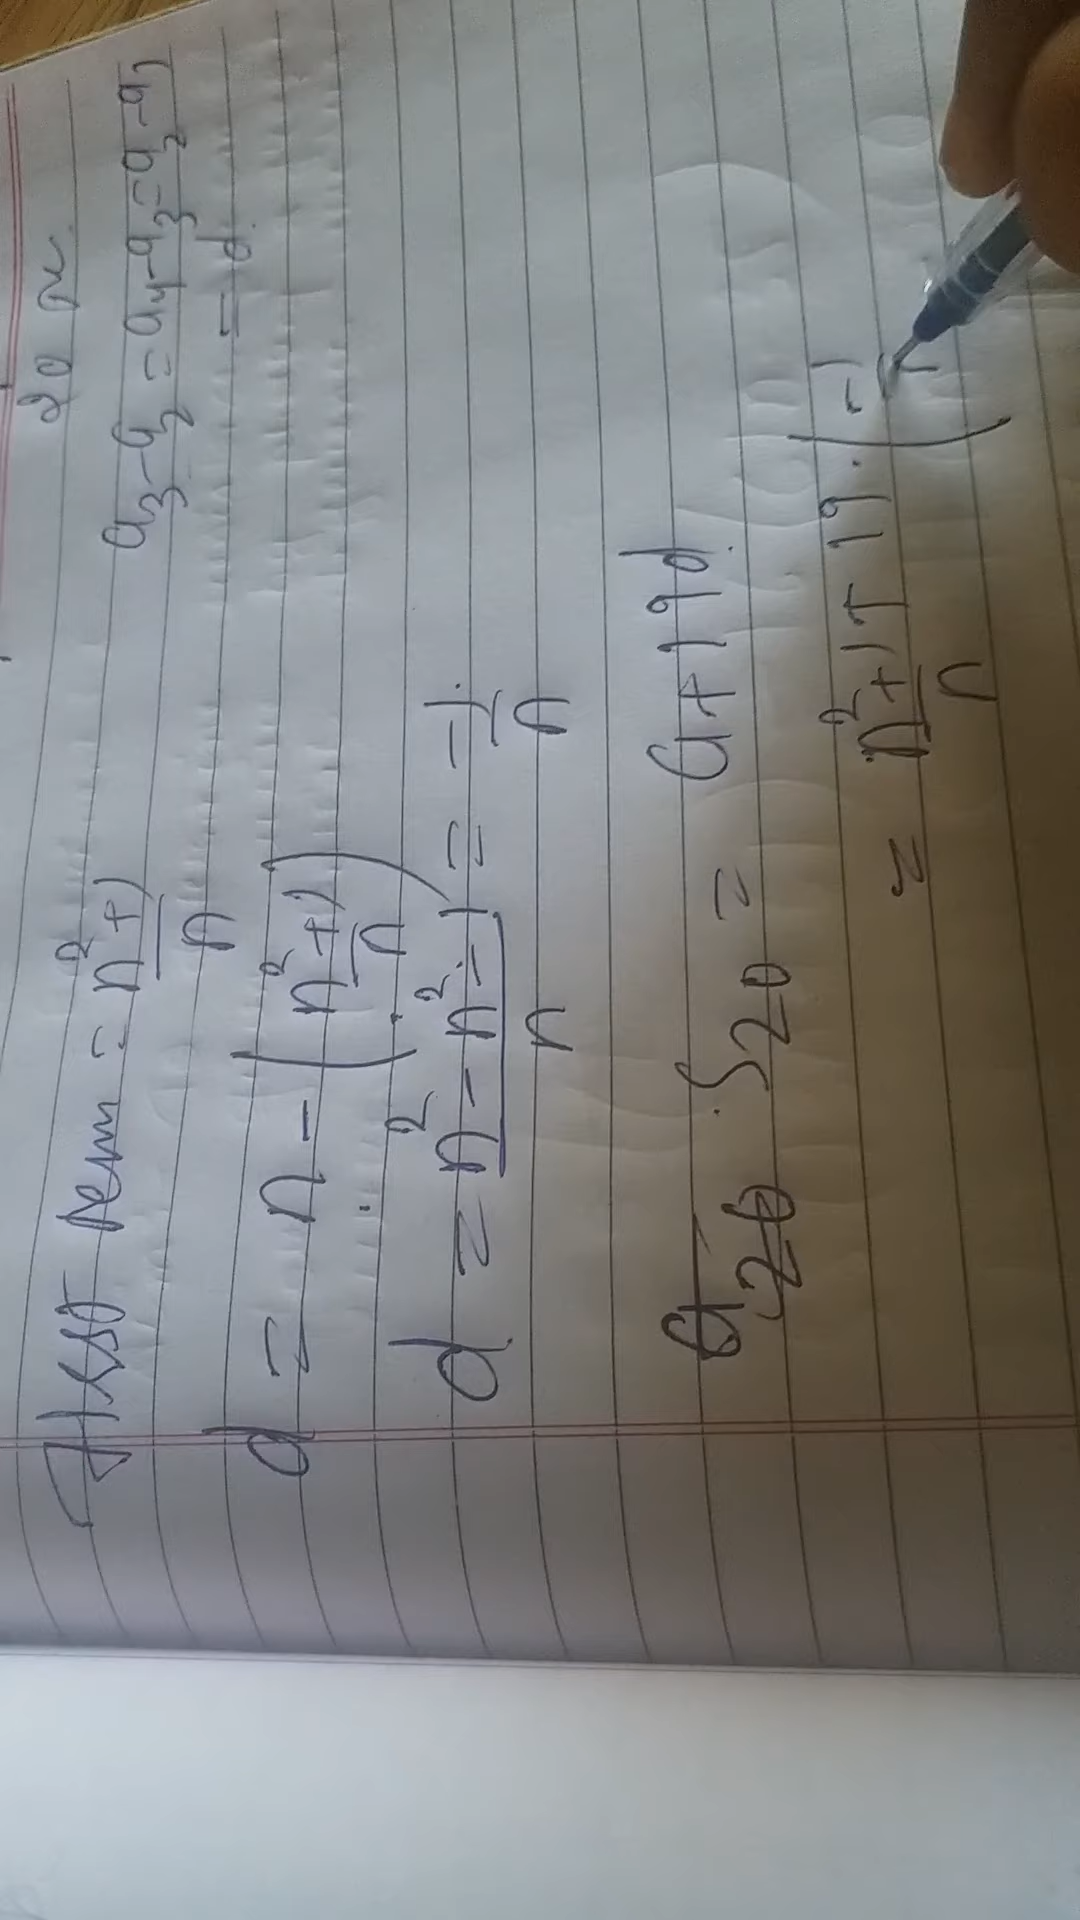 20
First term = n²+1/n
a₃-a₂ = a₄-a₃ = a₂-a₁
= d.
d = n - (n²+1/n)
d = n²-n²-1/n = -1/n
a₂₀ S₂₀ = a+19d.
= n²+1/n + 19.(-1